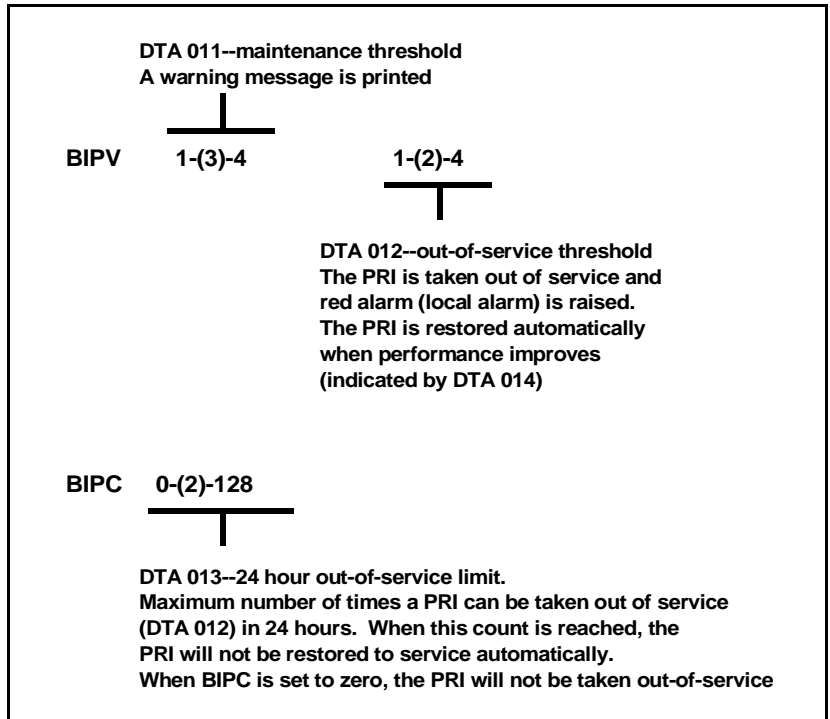 DTA 011--maintenance threshold
A warning message is printed
BIPV 1-(3)-4 1-(2)-4
DTA 012--out-of-service threshold
The PRI is taken out of service and
red alarm (local alarm) is raised.
The PRI is restored automatically
when performance improves
(indicated by DTA 014)
BIPC 0-(2)-128
DTA 013--24 hour out-of-service limit.
Maximum number of times a PRI can be taken out of service
(DTA 012) in 24 hours. When this count is reached, the
PRI will not be restored to service automatically.
When BIPC is set to zero, the PRI will not be taken out-of-service